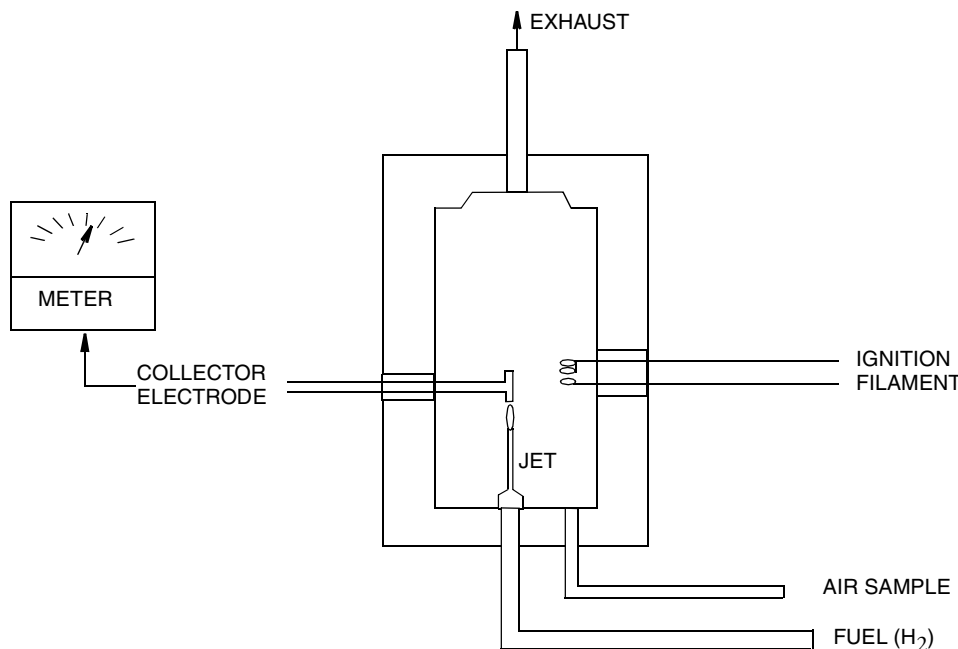 EXHAUST
METER
COLLECTOR
ELECTRODE
IGNITION
FILAMENT
JET
AIR SAMPLE
FUEL (H2)